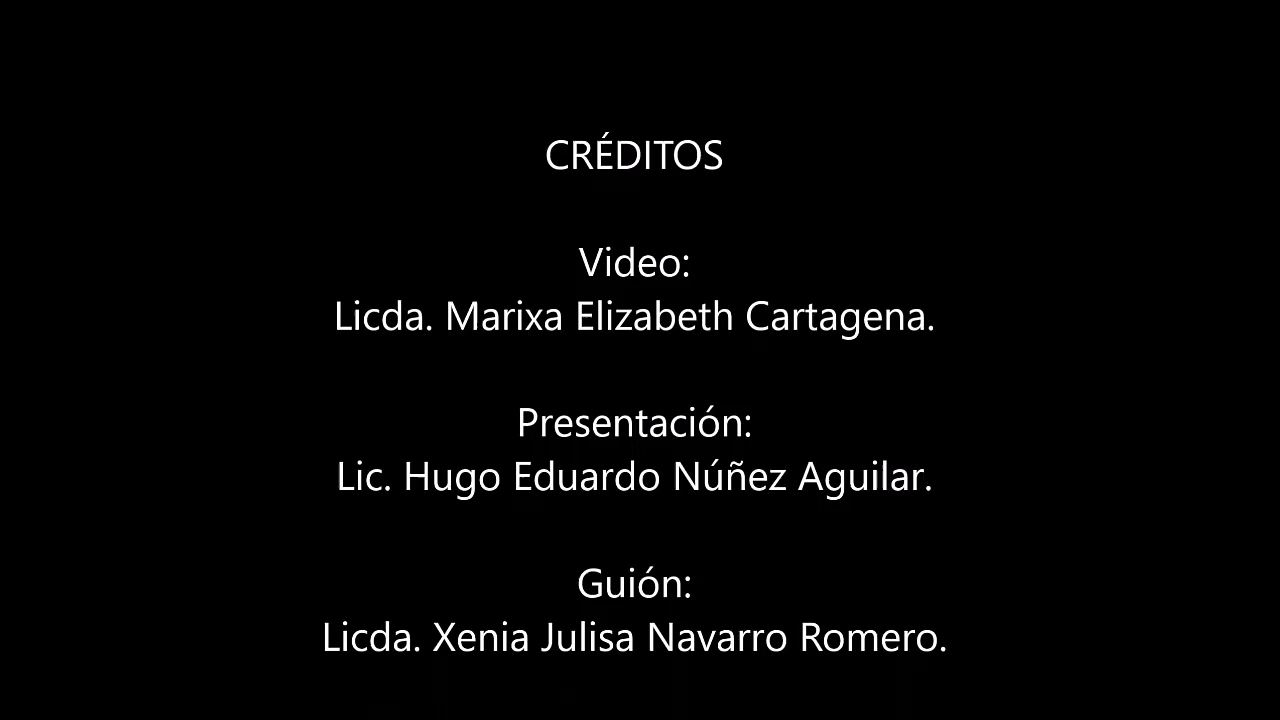 CRÉDITOS
Video:
Licda. Marixa Elizabeth Cartagena.
Presentación:
Lic. Hugo Eduardo Núñez Aguilar.
Guión:
Licda. Xenia Julisa Navarro Romero.